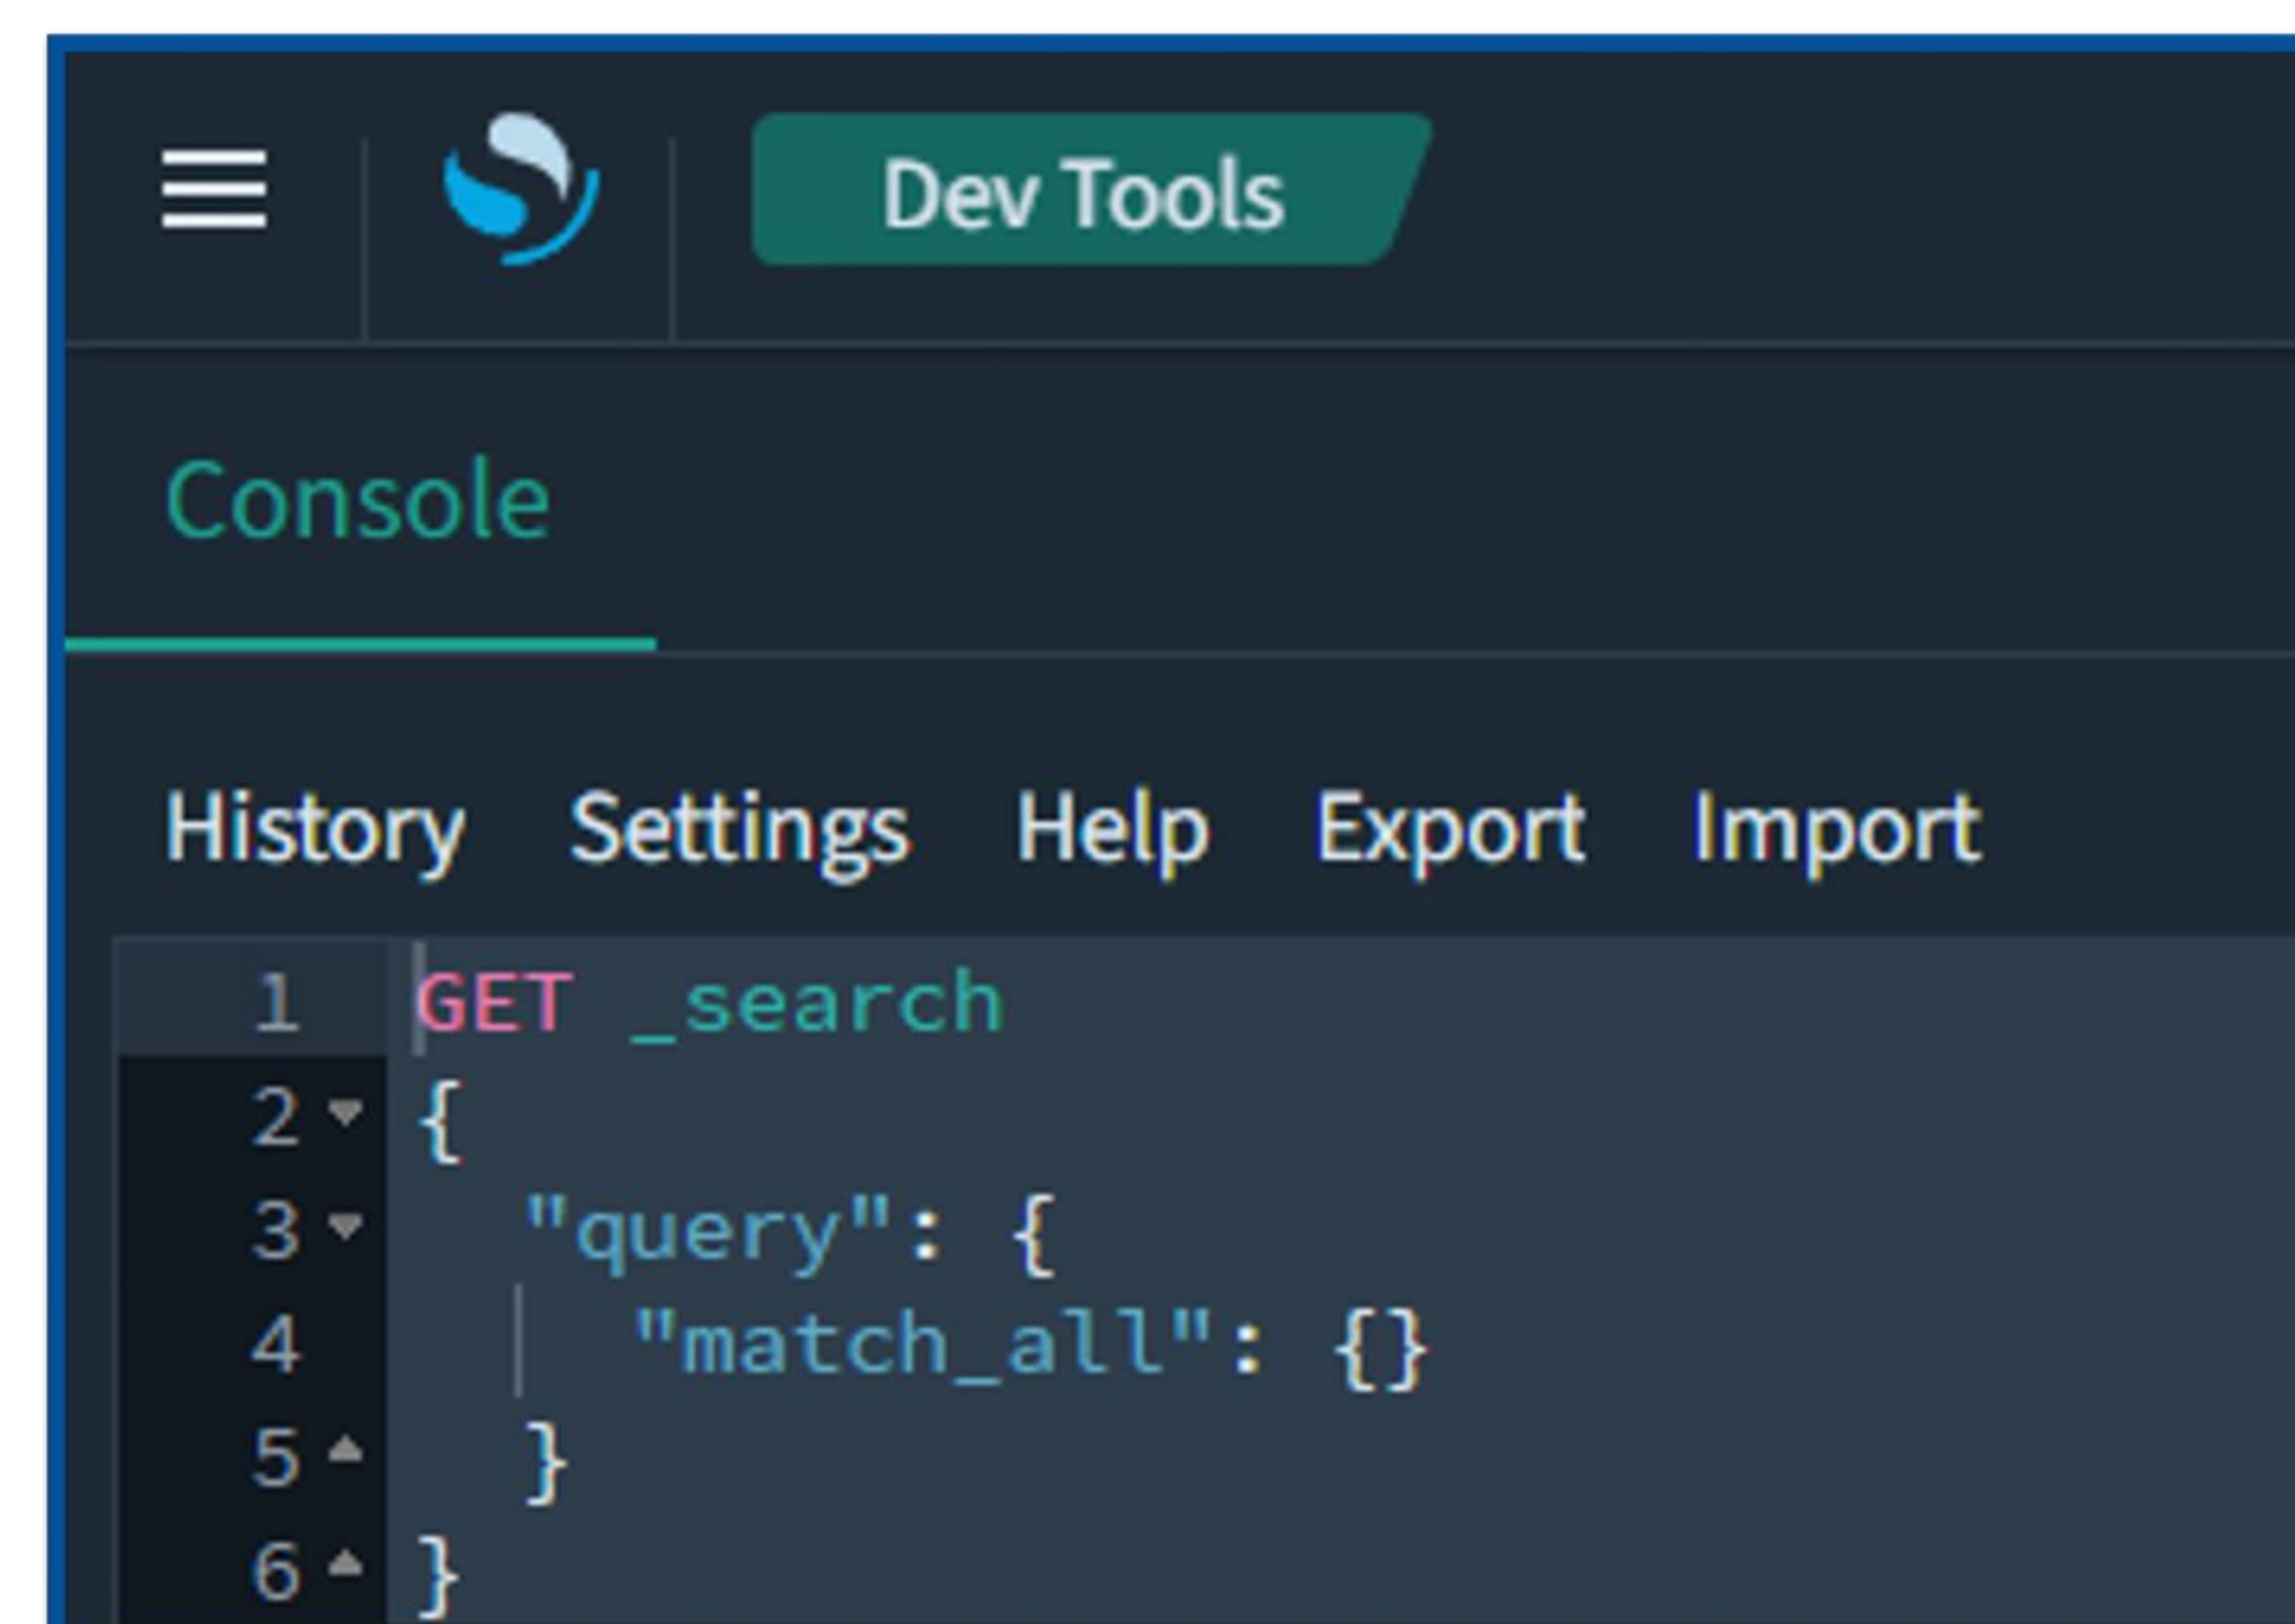 Dev Tools
Console
History Settings Help Export Import
1 GET _search
2 {
3 "query": {
4 "match_all": {}
5 }
6 }